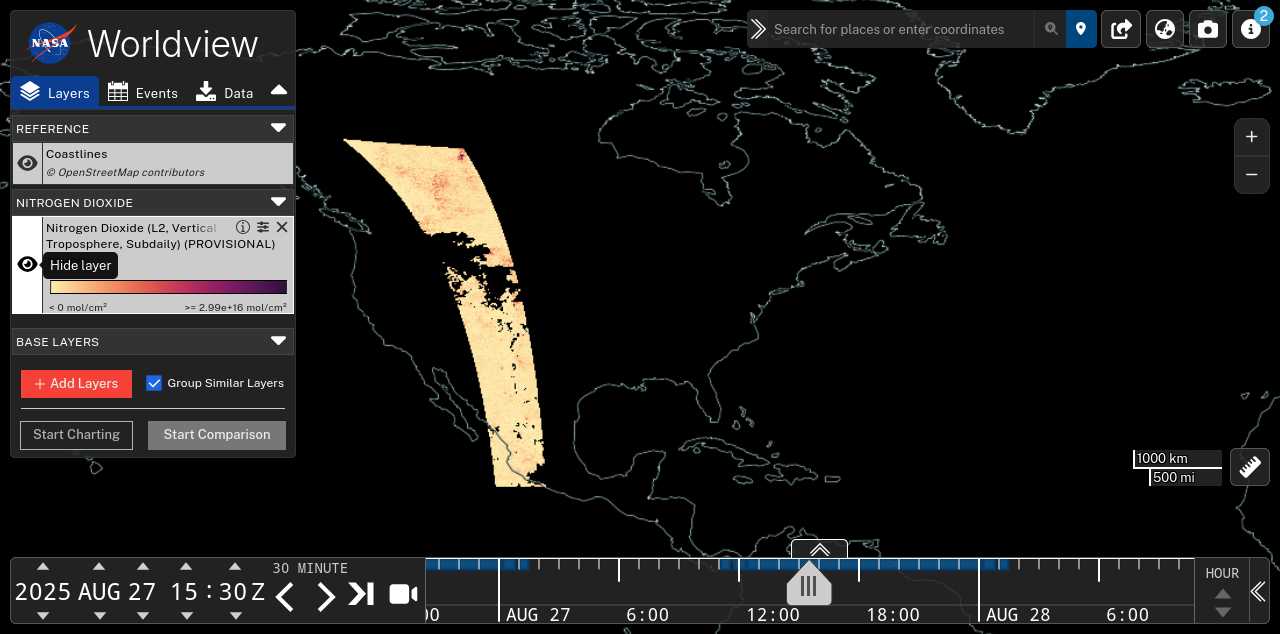 NASA
Worldview
Layers
Events
Data
REFERENCE
Coastlines
© OpenStreetMap contributors
NITROGEN DIOXIDE
Nitrogen Dioxide (L2, Vertical
Troposphere, Subdaily) (PROVISIONAL)
Hide layer
< 0 mol/cm²
>= 2.99e+16 mol/cm²
BASE LAYERS
+ Add Layers
Group Similar Layers
Start Charting
Start Comparison
Search for places or enter coordinates
2
+
−
1000 km
500 mi
2025 AUG 27 15 : 30 Z
30 MINUTE
00
AUG 27
6:00
12:00
18:00
AUG 28
6:00
HOUR